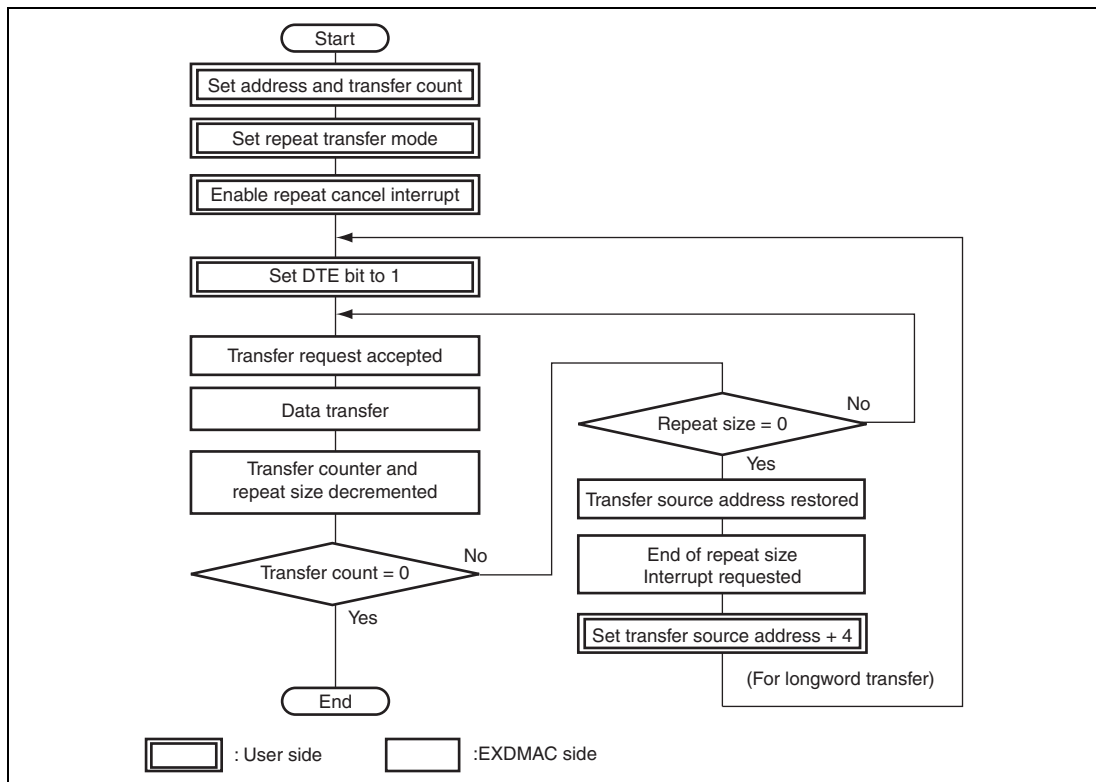 Start
Set address and transfer count
Set repeat transfer mode
Enable repeat cancel interrupt
Set DTE bit to 1
Transfer request accepted
Data transfer
Transfer counter and
repeat size decremented
Transfer count = 0
No
Yes
End
Repeat size = 0
No
Yes
Transfer source address restored
End of repeat size
Interrupt requested
Set transfer source address + 4
(For longword transfer)
: User side
:EXDMAC side